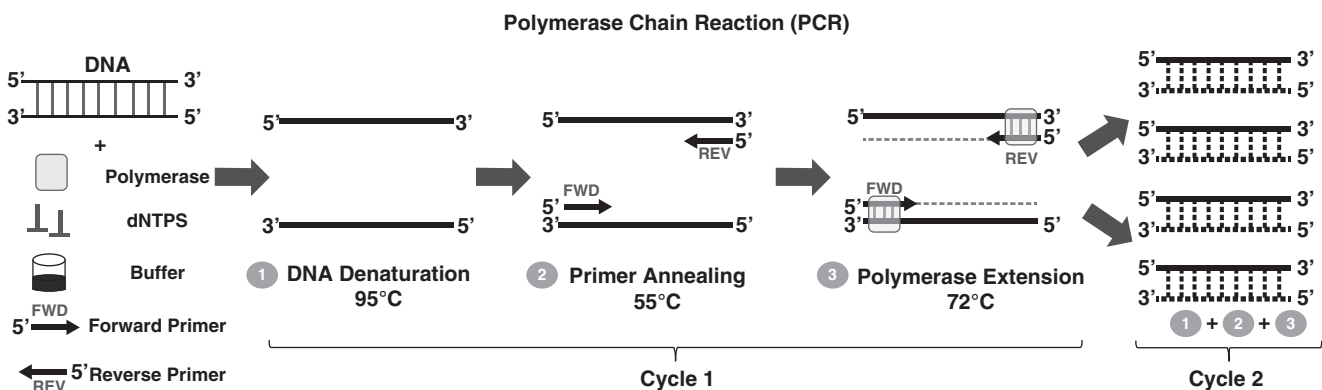 Polymerase Chain Reaction (PCR)
DNA
5’ 3’
3’ 5’
+
Polymerase
dNTPS
Buffer
FWD
5’ Forward Primer
5’ Reverse Primer
REV
5’ 3’
3’ 5’
1 DNA Denaturation
95°C
5’ 3’
5’
REV
FWD
5’
3’ 5’
2 Primer Annealing
55°C
5’ 3’
5’
REV
FWD
5’
3’ 5’
3 Polymerase Extension
72°C
Cycle 1
5’ 3’
3’ 5’
5’ 3’
3’ 5’
5’ 3’
3’ 5’
5’ 3’
3’ 5’
1 + 2 + 3
Cycle 2